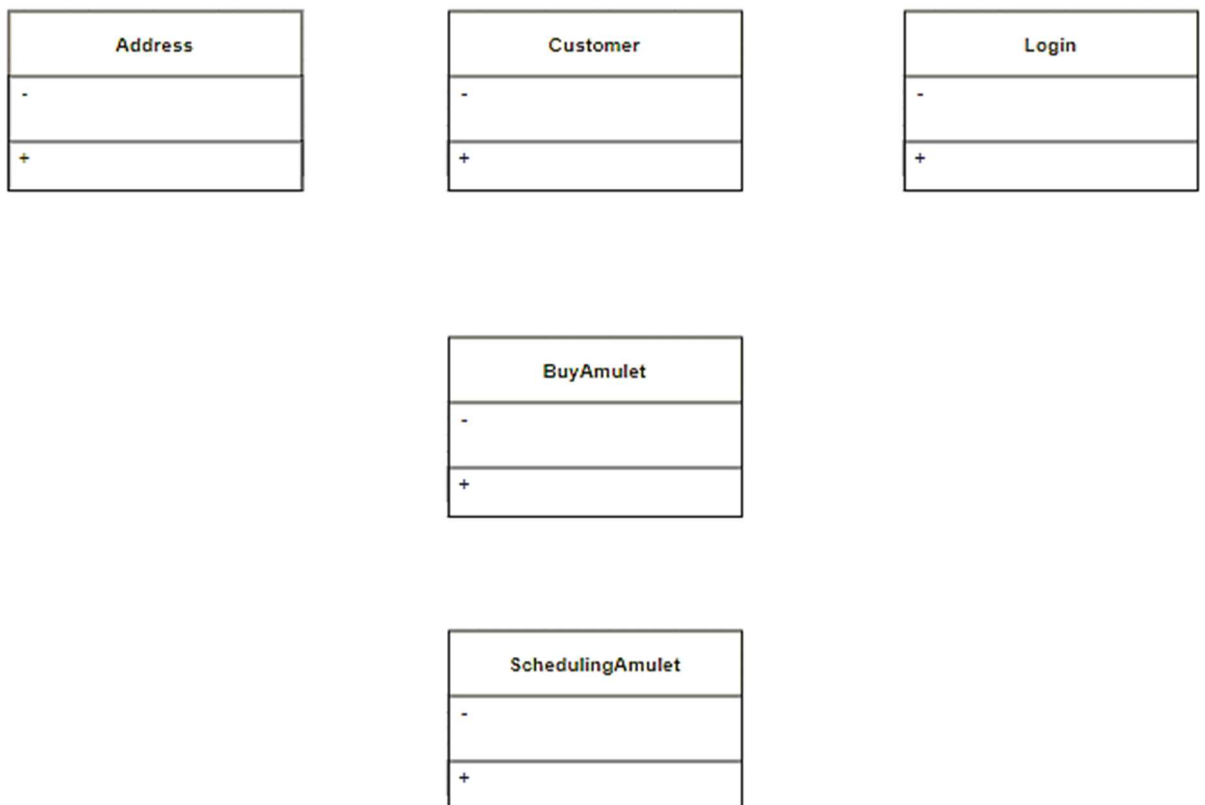 Address
-
+
Customer
-
+
Login
-
+
BuyAmulet
-
+
SchedulingAmulet
-
+